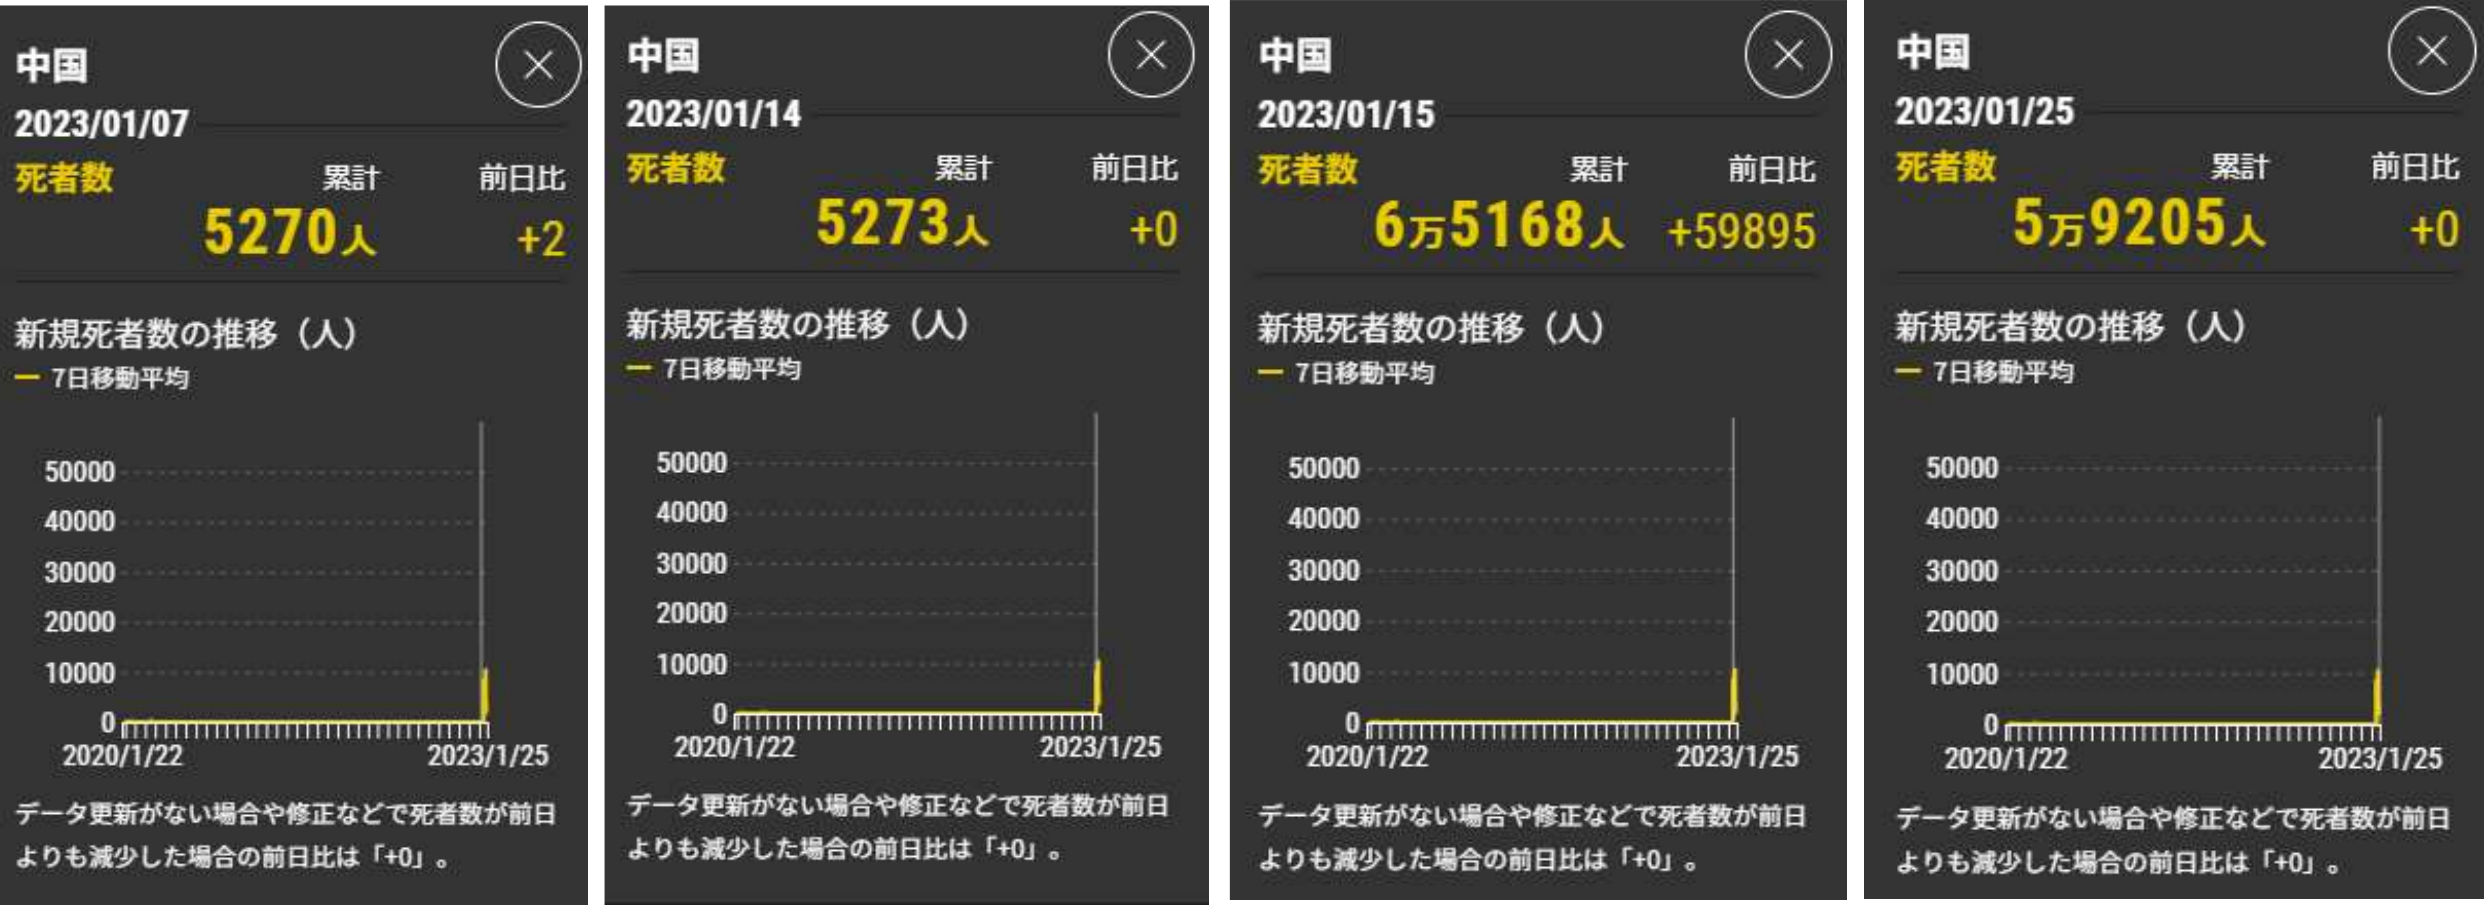 中国
2023/01/07
死者数 累計 前日比
5270人 +2
新規死者数の推移（人）
7日移動平均
50000
40000
30000
20000
10000
0
2020/1/22 2023/1/25
データ更新がない場合や修正などで死者数が前日
よりも減少した場合の前日比は「+0」。
中国
2023/01/14
死者数 累計 前日比
5273人 +0
新規死者数の推移（人）
7日移動平均
50000
40000
30000
20000
10000
0
2020/1/22 2023/1/25
データ更新がない場合や修正などで死者数が前日
よりも減少した場合の前日比は「+0」。
中国
2023/01/15
死者数 累計 前日比
6万5168人 +59895
新規死者数の推移（人）
7日移動平均
50000
40000
30000
20000
10000
0
2020/1/22 2023/1/25
データ更新がない場合や修正などで死者数が前日
よりも減少した場合の前日比は「+0」。
中国
2023/01/25
死者数 累計 前日比
5万9205人 +0
新規死者数の推移（人）
7日移動平均
50000
40000
30000
20000
10000
0
2020/1/22 2023/1/25
データ更新がない場合や修正などで死者数が前日
よりも減少した場合の前日比は「+0」。